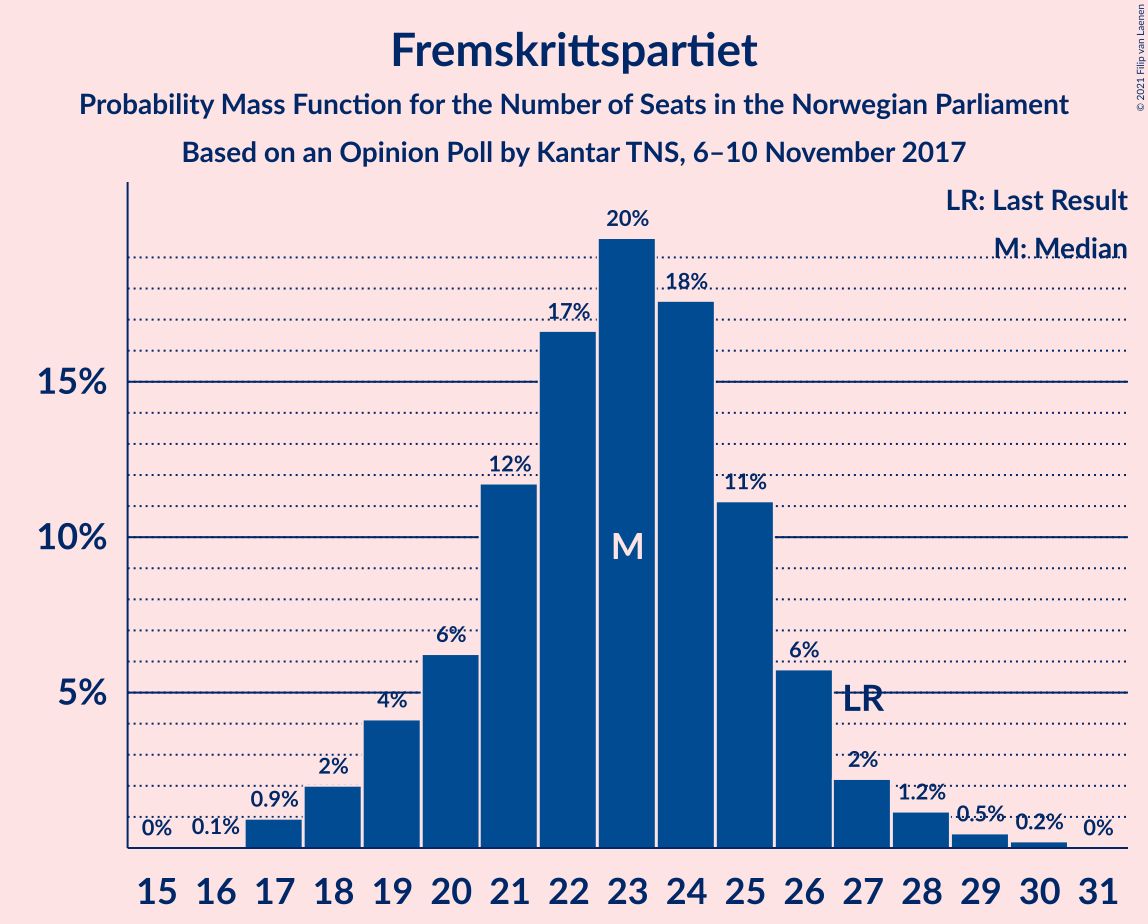 Fremskrittspartiet
Probability Mass Function for the Number of Seats in the Norwegian Parliament
Based on an Opinion Poll by Kantar TNS, 6–10 November 2017
© 2021 Filip van Laenen
LR: Last Result
M: Median
15%
10%
5%
0%
0.1%
0.9%
2%
4%
6%
12%
17%
20%
18%
11%
6%
2%
1.2%
0.5%
0.2%
0%
M
LR
15 16 17 18 19 20 21 22 23 24 25 26 27 28 29 30 31